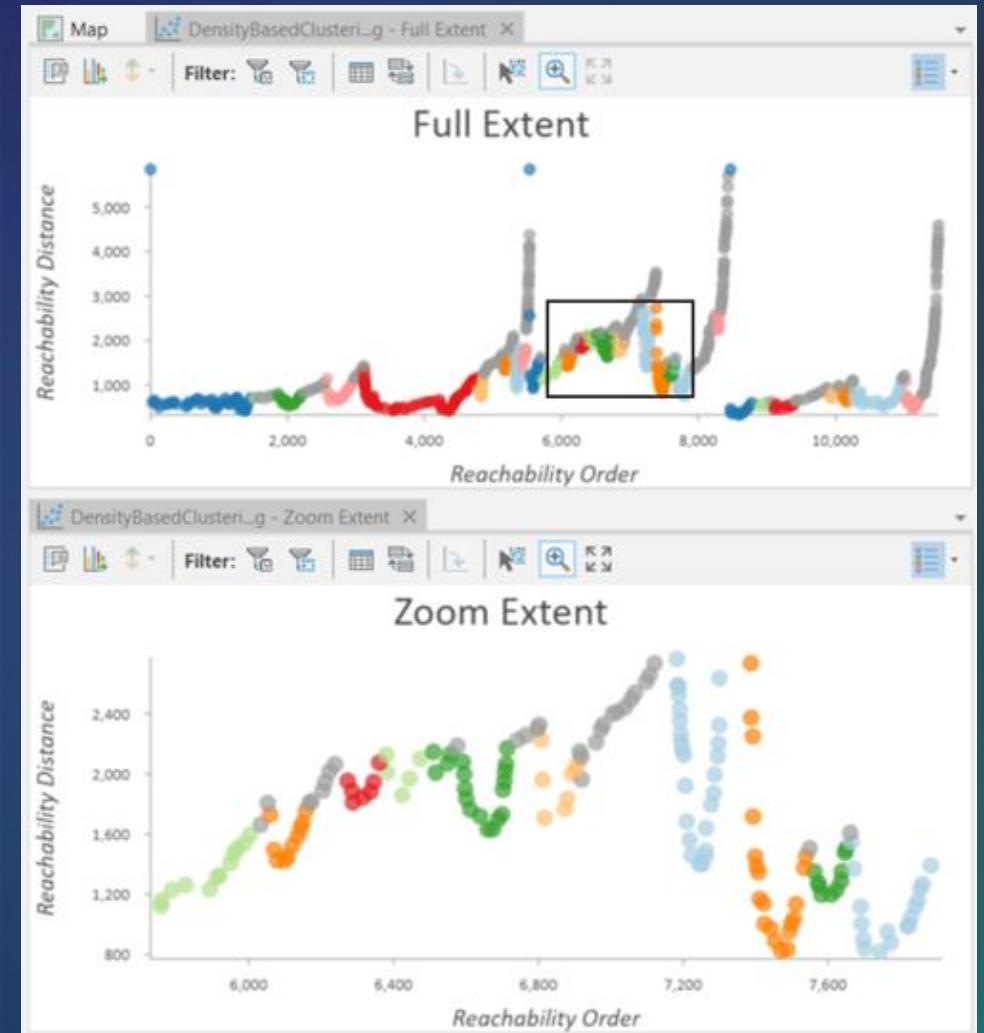 Map
DensityBasedClusteri...g - Full Extent
Filter:
Full Extent
Reachability Distance
5,000
4,000
3,000
2,000
1,000
0 2,000 4,000 6,000 8,000 10,000
Reachability Order
DensityBasedClusteri...g - Zoom Extent
Filter:
Zoom Extent
Reachability Distance
2,400
2,000
1,600
1,200
800
6,000 6,400 6,800 7,200 7,600
Reachability Order